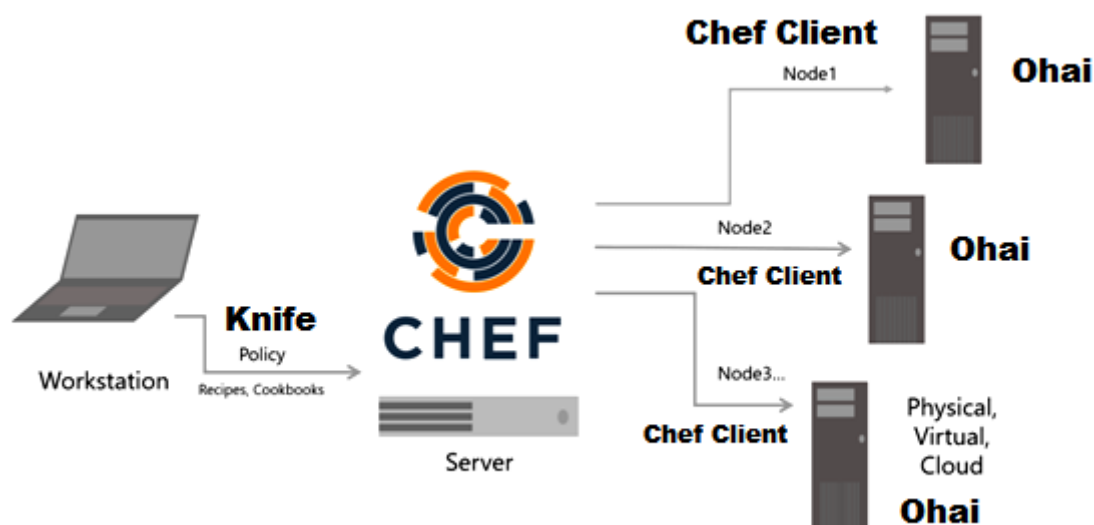 Chef Client
Node1
Ohai
Node2
Chef Client
Ohai
Knife
Policy
Recipes, Cookbooks
Workstation
CHEF
Server
Node3...
Chef Client
Physical,
Virtual,
Cloud
Ohai